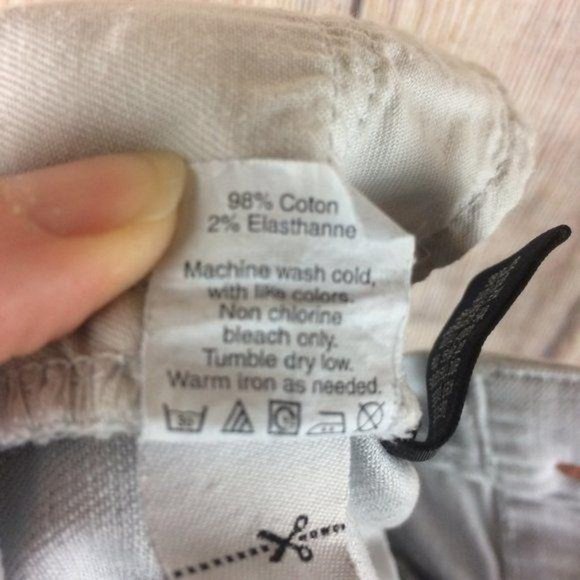 98% Coton
2% Elasthanne
Machine wash cold,
with like colors.
Non chlorine
bleach only.
Tumble dry low.
Warm iron as needed.
30